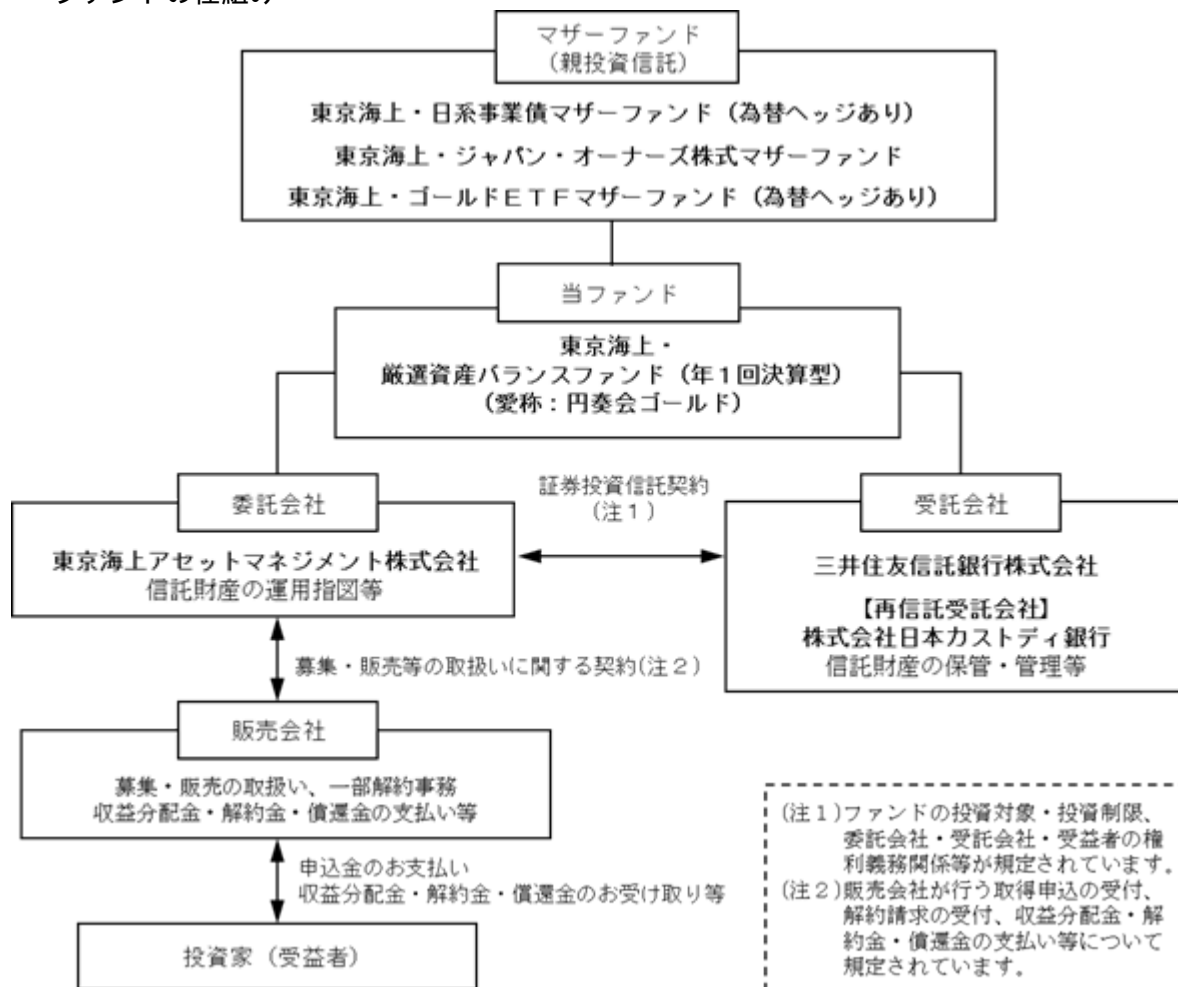 ファンドの仕組み
マザーファンド
(親投資信託)
東京海上・日系事業債マザーファンド(為替ヘッジあり)
東京海上・ジャパン・オーナーズ株式マザーファンド
東京海上・ゴールドETFマザーファンド(為替ヘッジあり)
当ファンド
東京海上・
厳選資産バランスファンド(年1回決算型)
(愛称:円奏会ゴールド)
委託会社
東京海上アセットマネジメント株式会社
信託財産の運用指図等
証券投資信託契約
(注1)
受託会社
三井住友信託銀行株式会社
【再信託受託会社】
株式会社日本カストディ銀行
信託財産の保管・管理等
募集・販売等の取扱いに関する契約(注2)
販売会社
募集・販売の取扱い、一部解約事務
収益分配金・解約金・償還金の支払い等
申込金のお支払い
収益分配金・解約金・償還金のお受け取り等
投資家(受益者)
(注1)ファンドの投資対象・投資制限、
委託会社・受託会社・受益者の権
利義務関係等が規定されています。
(注2)販売会社が行う取得申込の受付、
解約請求の受付、収益分配金・解
約金・償還金の支払い等について
規定されています。